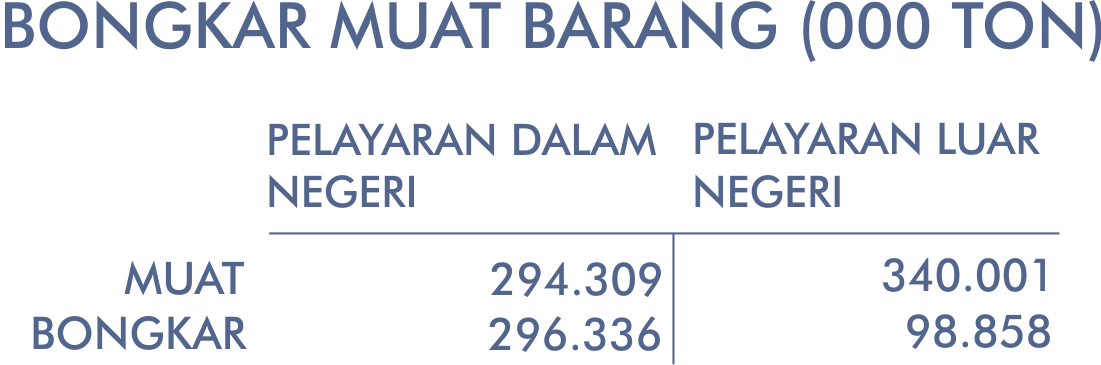 BONGKAR MUAT BARANG (000 TON)
PELAYARAN DALAM NEGERI
PELAYARAN LUAR NEGERI
MUAT 294.309 340.001
BONGKAR 296.336 98.858